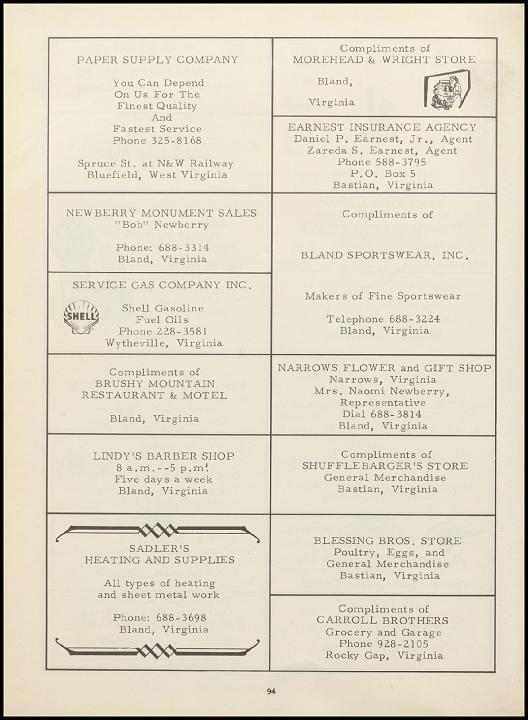 PAPER SUPPLY COMPANY
You Can Depend
On Us For The
Finest Quality
And
Fastest Service
Phone 325-8168
Spruce St. at N&W Railway
Bluefield, West Virginia
NEWBERRY MONUMENT SALES
"Bob" Newberry
Phone: 688-3314
Bland, Virginia
SERVICE GAS COMPANY INC.
SHELL
Shell Gasoline
Fuel Oils
Phone 228-3581
Wytheville, Virginia
Compliments of
BRUSHY MOUNTAIN
RESTAURANT & MOTEL
Bland, Virginia
LINDY'S BARBER SHOP
8 a.m.--5 p.m!
Five days a week
Bland, Virginia
SADLER'S
HEATING AND SUPPLIES
All types of heating
and sheet metal work
Phone: 688-3698
Bland, Virginia
Compliments of
MOREHEAD & WRIGHT STORE
Bland,
Virginia
EARNEST INSURANCE AGENCY
Daniel P. Earnest, Jr., Agent
Zareda S. Earnest, Agent
Phone 588-3795
P.O. Box 5
Bastian, Virginia
Compliments of
BLAND SPORTSWEAR, INC.
Makers of Fine Sportswear
Telephone 688-3224
Bland, Virginia
NARROWS FLOWER and GIFT SHOP
Narrows, Virginia
Mrs. Naomi Newberry,
Representative
Dial 688-3814
Bland, Virginia
Compliments of
SHUFFLEBARGER'S STORE
General Merchandise
Bastian, Virginia
BLESSING BROS. STORE
Poultry, Eggs, and
General Merchandise
Bastian, Virginia
Compliments of
CARROLL BROTHERS
Grocery and Garage
Phone 928-2105
Rocky Gap, Virginia
94